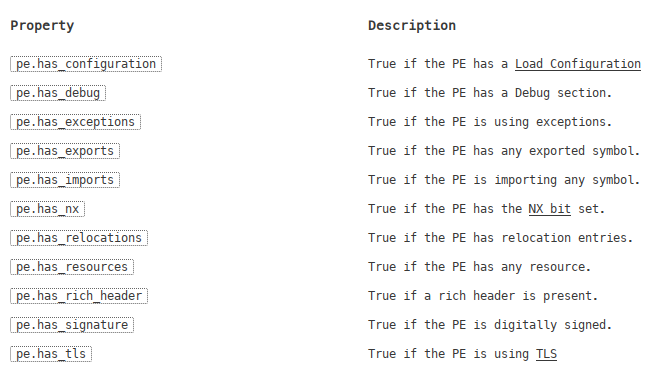 Property Description
pe.has_configuration True if the PE has a Load Configuration
pe.has_debug True if the PE has a Debug section.
pe.has_exceptions True if the PE is using exceptions.
pe.has_exports True if the PE has any exported symbol.
pe.has_imports True if the PE is importing any symbol.
pe.has_nx True if the PE has the NX bit set.
pe.has_relocations True if the PE has relocation entries.
pe.has_resources True if the PE has any resource.
pe.has_rich_header True if a rich header is present.
pe.has_signature True if the PE is digitally signed.
pe.has_tls True if the PE is using TLS